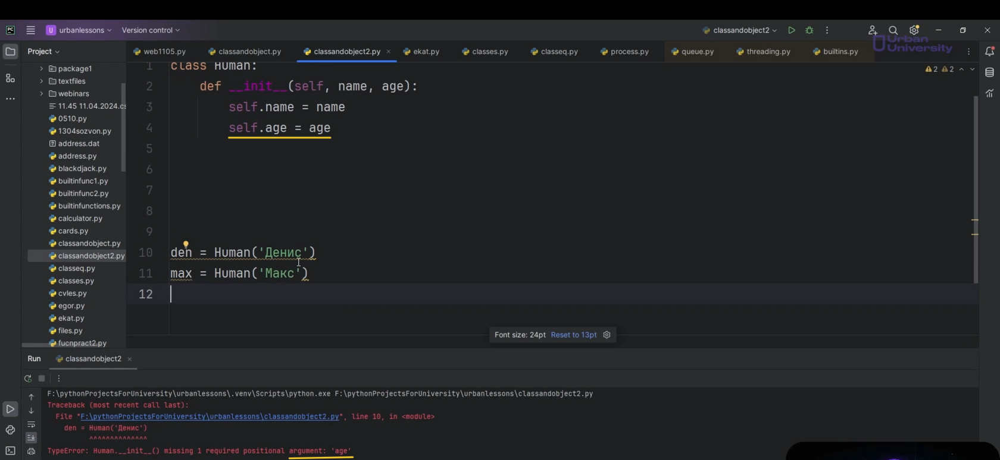 PC
U urbanlessons
Version control
classandobject2
Urban University
Project
web1105.py
classandobject.py
classandobject2.py
ekat.py
classes.py
classeq.py
process.py
queue.py
threading.py
builtins.py
package1
textfiles
webinars
11.45 11.04.2024.cs
0510.py
1304sozvon.py
address.dat
address.py
blackdjack.py
builtinfunc1.py
builtinfunc2.py
builtinfunctions.py
calculator.py
cards.py
classandobject.py
classandobject2.py
classeq.py
classes.py
cvles.py
egor.py
ekat.py
files.py
fucnpract2.py
2 2
1 class Human:
2 def __init__(self, name, age):
3 self.name = name
4 self.age = age
5
6
7
8
9
10 den = Human('Денис')
11 max = Human('Макс')
12
Font size: 24pt Reset to 13pt
Run classandobject2
F:\pythonProjectsForUniversity\urbanlessons\.venv\Scripts\python.exe F:\pythonProjectsForUniversity\urbanlessons\classandobject2.py
Traceback (most recent call last):
File "F:\pythonProjectsForUniversity\urbanlessons\classandobject2.py", line 10, in <module>
den = Human('Денис')
^^^^^^^^^^^^^^
TypeError: Human.__init__() missing 1 required positional argument: 'age'